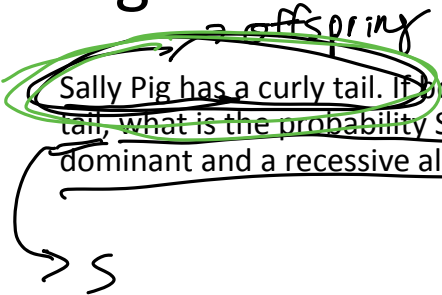 offspring
Sally Pig has a curly tail. If b
tail, what is the probability S
dominant and a recessive al
S